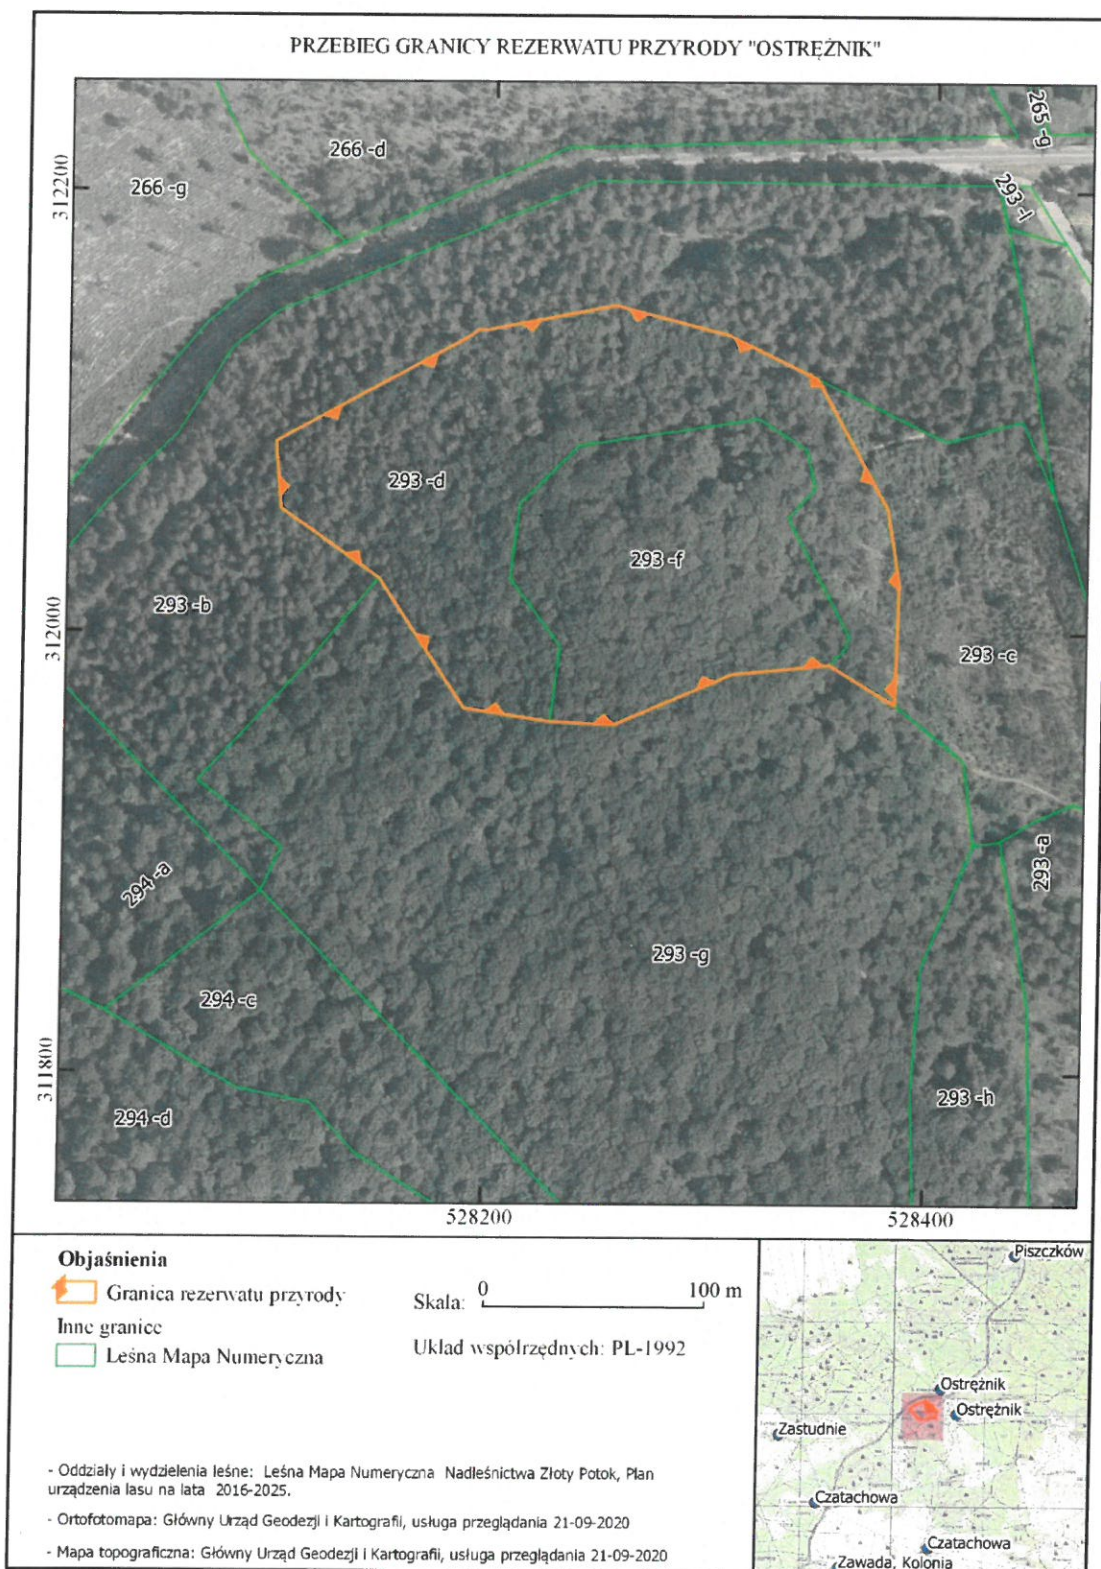 PRZEBIEG GRANICY REZERWATU PRZYRODY "OSTRĘŻNIK"
265 -g
266 -d
266 -g
312200
293 -l
293 -d
293 -f
293 -b
312000
293 -c
294 -a
293 -a
293 -g
294 -c
311800
293 -h
294 -d
528200
528400
Objaśnienia
Granica rezerwatu przyrody
Inne granice
Leśna Mapa Numeryczna
Skala:
0
100 m
Układ współrzędnych: PL-1992
Piszczków
Ostrężnik
Ostrężnik
Zastudnie
Czatachowa
Czatachowa
Zawada, Kolonia
- Oddziały i wydzielenia leśne: Leśna Mapa Numeryczna Nadleśnictwa Złoty Potok, Plan
urządzenia lasu na lata 2016-2025.
- Ortofotomapa: Główny Urząd Geodezji i Kartografii, usługa przeglądania 21-09-2020
- Mapa topograficzna: Główny Urząd Geodezji i Kartografii, usługa przeglądania 21-09-2020